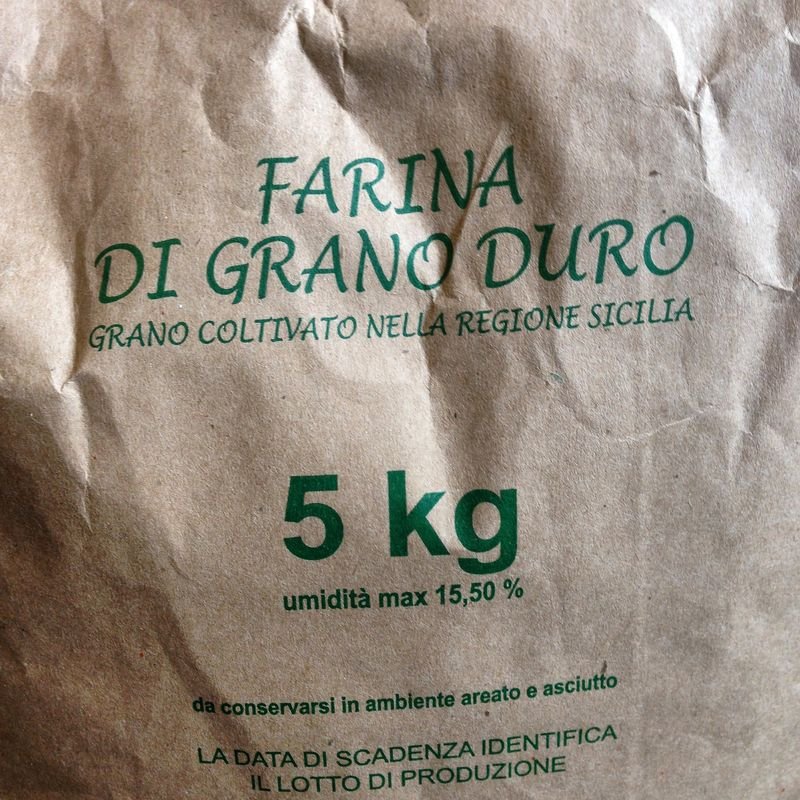 FARINA
DI GRANO DURO
GRANO COLTIVATO NELLA REGIONE SICILIA
5 kg
umidità max 15,50 %
da conservarsi in ambiente areato e asciutto
LA DATA DI SCADENZA IDENTIFICA
IL LOTTO DI PRODUZIONE